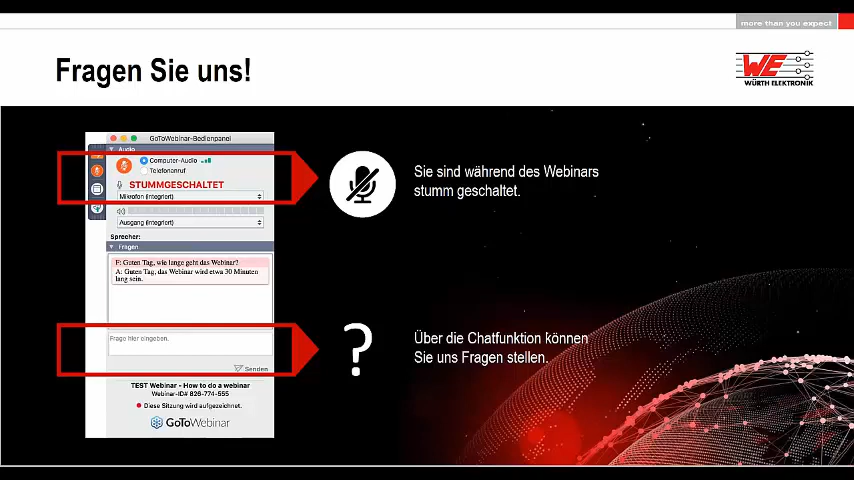 more than you expect
Fragen Sie uns!
WE
WÜRTH ELEKTRONIK
GoToWebinar-Bedienpanel
Audio
Computer-Audio
Telefonanruf
STUMMGESCHALTET
Mikrofon (integriert)
Ausgang (integriert)
Sprecher:
Fragen
F: Guten Tag, wie lange geht das Webinar?
A: Guten Tag, das Webinar wird etwa 30 Minuten
lang sein.
Frage hier eingeben.
Senden
TEST Webinar - How to do a webinar
Webinar-ID# 826-774-555
Diese Sitzung wird aufgezeichnet.
GoToWebinar
Sie sind während des Webinars
stumm geschaltet.
?
Über die Chatfunktion können
Sie uns Fragen stellen.